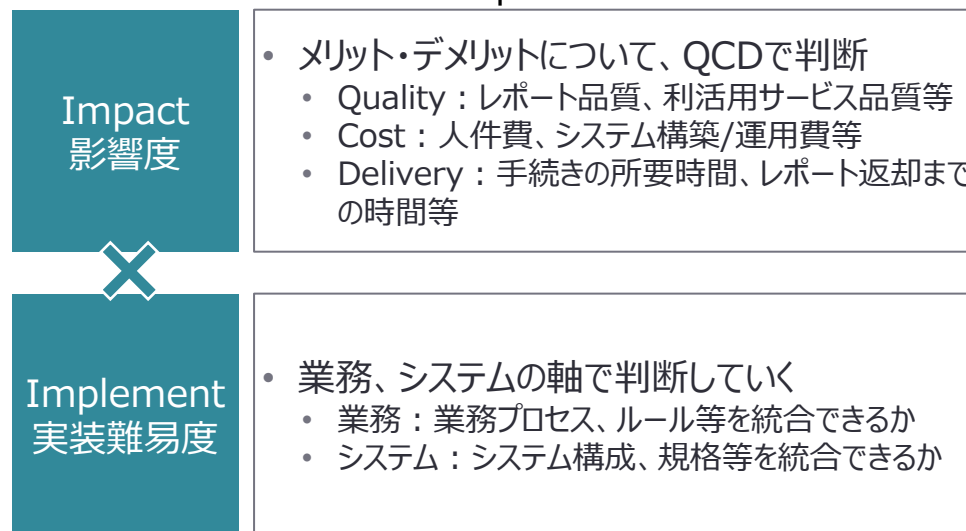 Impact
影響度
• メリット・デメリットについて、QCDで判断
• Quality：レポート品質、利活用サービス品質等
• Cost：人件費、システム構築/運用費等
• Delivery：手続きの所要時間、レポート返却まで
の時間等
Implement
実装難易度
• 業務、システムの軸で判断していく
• 業務：業務プロセス、ルール等を統合できるか
• システム：システム構成、規格等を統合できるか